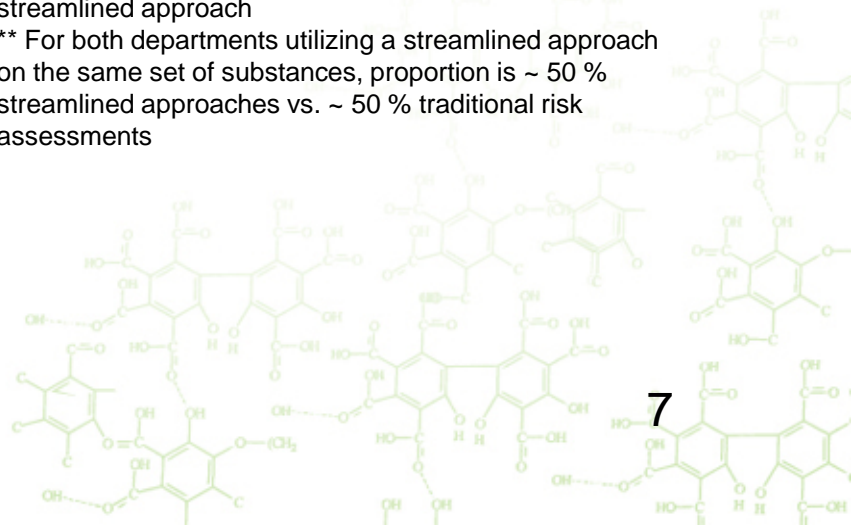 streamlined approach
** For both departments utilizing a streamlined approach
on the same set of substances, proportion is ~ 50 %
streamlined approaches vs. ~ 50 % traditional risk
assessments
7